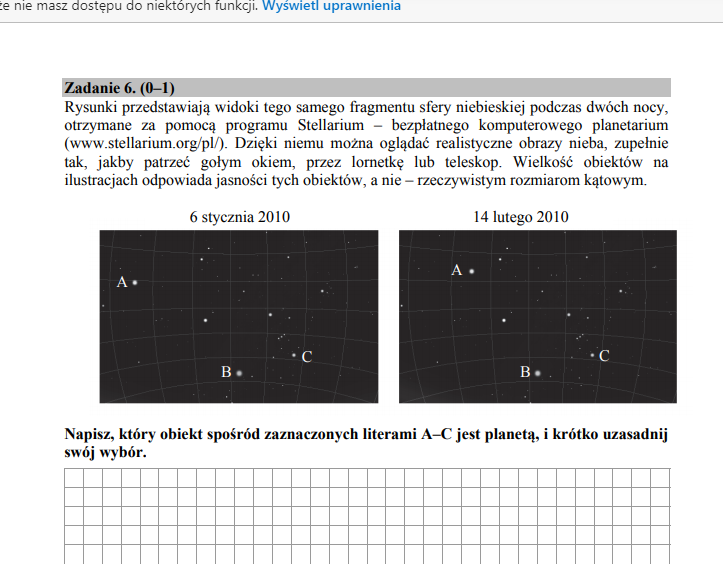 że nie masz dostępu do niektórych funkcji. Wyświetl uprawnienia
Zadanie 6. (0–1)
Rysunki przedstawiają widoki tego samego fragmentu sfery niebieskiej podczas dwóch nocy,
otrzymane za pomocą programu Stellarium – bezpłatnego komputerowego planetarium
(www.stellarium.org/pl/). Dzięki niemu można oglądać realistyczne obrazy nieba, zupełnie
tak, jakby patrzeć gołym okiem, przez lornetkę lub teleskop. Wielkość obiektów na
ilustracjach odpowiada jasności tych obiektów, a nie – rzeczywistym rozmiarom kątowym.
6 stycznia 2010 14 lutego 2010
A A
C C
B B
Napisz, który obiekt spośród zaznaczonych literami A–C jest planetą, i krótko uzasadnij
swój wybór.